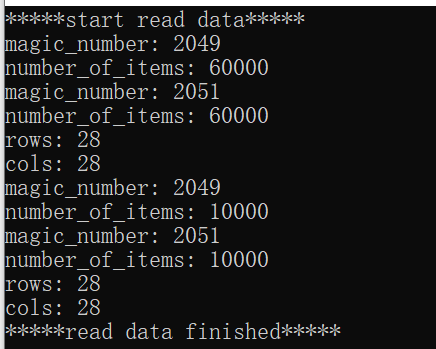 *****start read data*****
magic_number: 2049
number_of_items: 60000
magic_number: 2051
number_of_items: 60000
rows: 28
cols: 28
magic_number: 2049
number_of_items: 10000
magic_number: 2051
number_of_items: 10000
rows: 28
cols: 28
*****read data finished*****